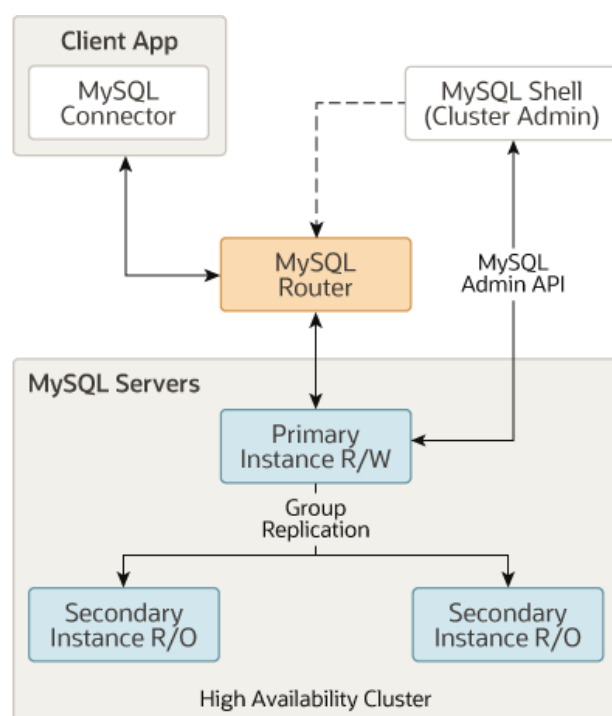 Client App
MySQL
Connector
MySQL Shell
(Cluster Admin)
MySQL
Router
MySQL
Admin API
MySQL Servers
Primary
Instance R/W
Group
Replication
Secondary
Instance R/O
Secondary
Instance R/O
High Availability Cluster